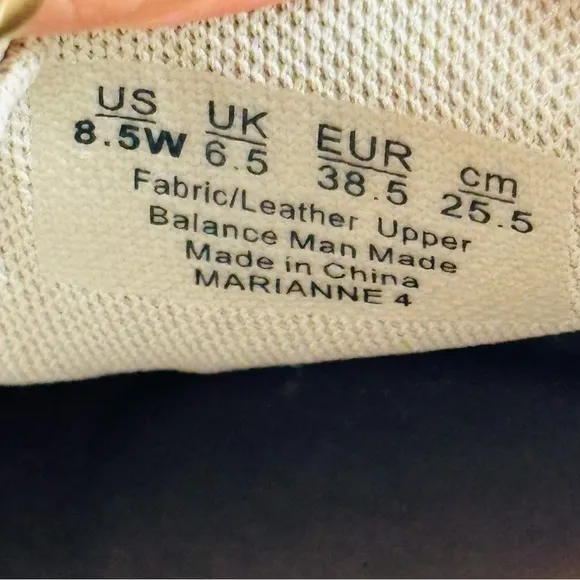 US UK EUR cm
8.5W 6.5 38.5 25.5
Fabric/Leather Upper
Balance Man Made
Made in China
MARIANNE 4